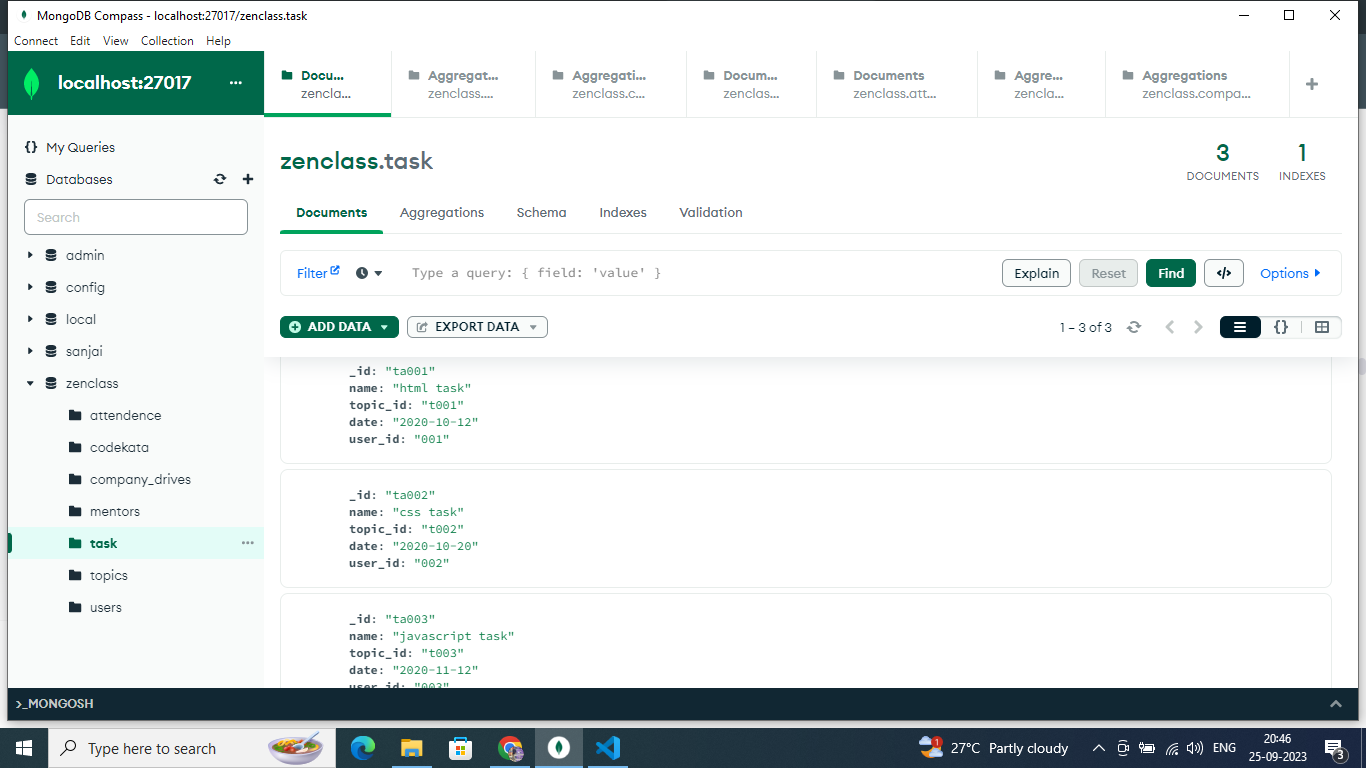 MongoDB Compass - localhost:27017/zenclass.task
Connect Edit View Collection Help
localhost:27017 ...
Docu... zencla...
Aggregat... zenclass....
Aggregati... zenclass.c...
Docum... zenclas...
Documents zenclass.att...
Aggre... zencla...
Aggregations zenclass.compa...
+
{} My Queries
Databases
Search
admin
config
local
sanjai
zenclass
attendence
codekata
company_drives
mentors
task ...
topics
users
zenclass.task
3 DOCUMENTS
1 INDEXES
Documents Aggregations Schema Indexes Validation
Filter Type a query: { field: 'value' } Explain Reset Find </> Options
ADD DATA EXPORT DATA 1 – 3 of 3 {}
_id: "ta001"
name: "html task"
topic_id: "t001"
date: "2020-10-12"
user_id: "001"
_id: "ta002"
name: "css task"
topic_id: "t002"
date: "2020-10-20"
user_id: "002"
_id: "ta003"
name: "javascript task"
topic_id: "t003"
date: "2020-11-12"
user_id: "003"
>_MONGOSH
Type here to search
1 27°C Partly cloudy ENG 20:46
25-09-2023 3